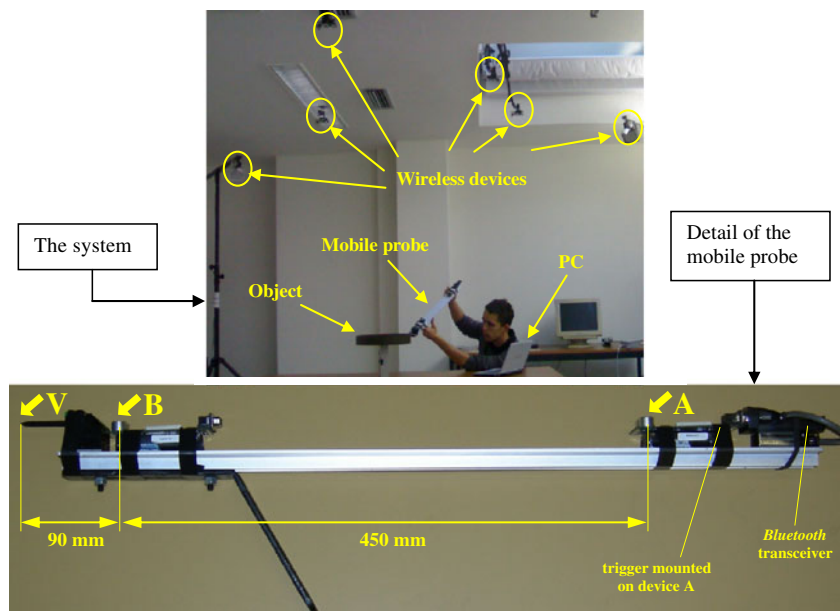 Wireless devices
The system
Mobile probe
Detail of the
mobile probe
PC
Object
V
B
A
90 mm
450 mm
trigger mounted
on device A
Bluetooth
transceiver